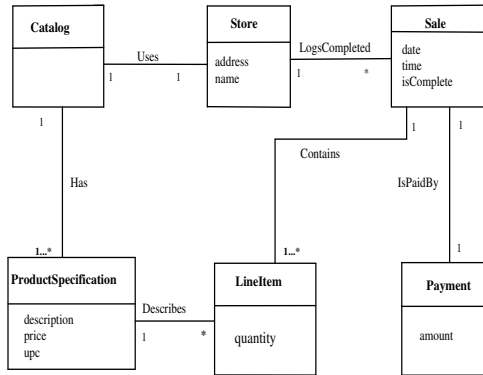 Catalog
Uses
1
1
Store
address
name
LogsCompleted
1
*
Sale
date
time
isComplete
1
Has
1...*
1
Contains
1...*
1
IsPaidBy
1
ProductSpecification
description
price
upc
Describes
1
*
LineItem
quantity
Payment
amount